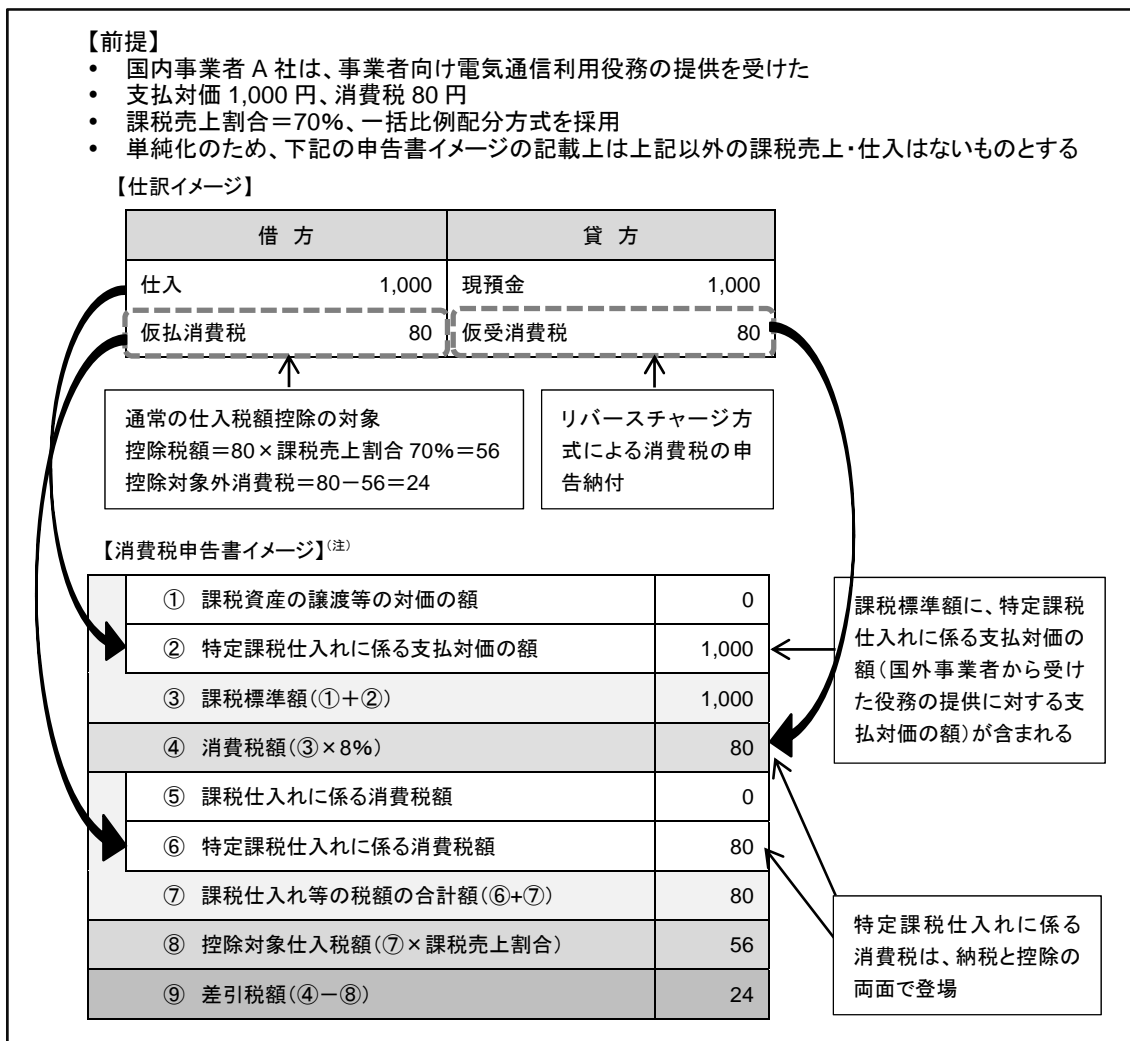 【前提】
• 国内事業者 A 社は、事業者向け電気通信利用役務の提供を受けた
• 支払対価 1,000 円、消費税 80 円
• 課税売上割合＝70%、一括比例配分方式を採用
• 単純化のため、下記の申告書イメージの記載上は上記以外の課税売上・仕入はないものとする
【仕訳イメージ】
借 方 貸 方
仕入 1,000 現預金 1,000
仮払消費税 80 仮受消費税 80
通常の仕入税額控除の対象
控除税額＝80×課税売上割合 70%＝56
控除対象外消費税＝80－56＝24
リバースチャージ方
式による消費税の申
告納付
【消費税申告書イメージ】(注)
① 課税資産の譲渡等の対価の額 0
② 特定課税仕入れに係る支払対価の額 1,000
③ 課税標準額(①＋②) 1,000
④ 消費税額(③×8%) 80
⑤ 課税仕入れに係る消費税額 0
⑥ 特定課税仕入れに係る消費税額 80
⑦ 課税仕入れ等の税額の合計額(⑥+⑦) 80
⑧ 控除対象仕入税額(⑦×課税売上割合) 56
⑨ 差引税額(④－⑧) 24
課税標準額に、特定課税
仕入れに係る支払対価の
額(国外事業者から受け
た役務の提供に対する支
払対価の額)が含まれる
特定課税仕入れに係る
消費税は、納税と控除の
両面で登場